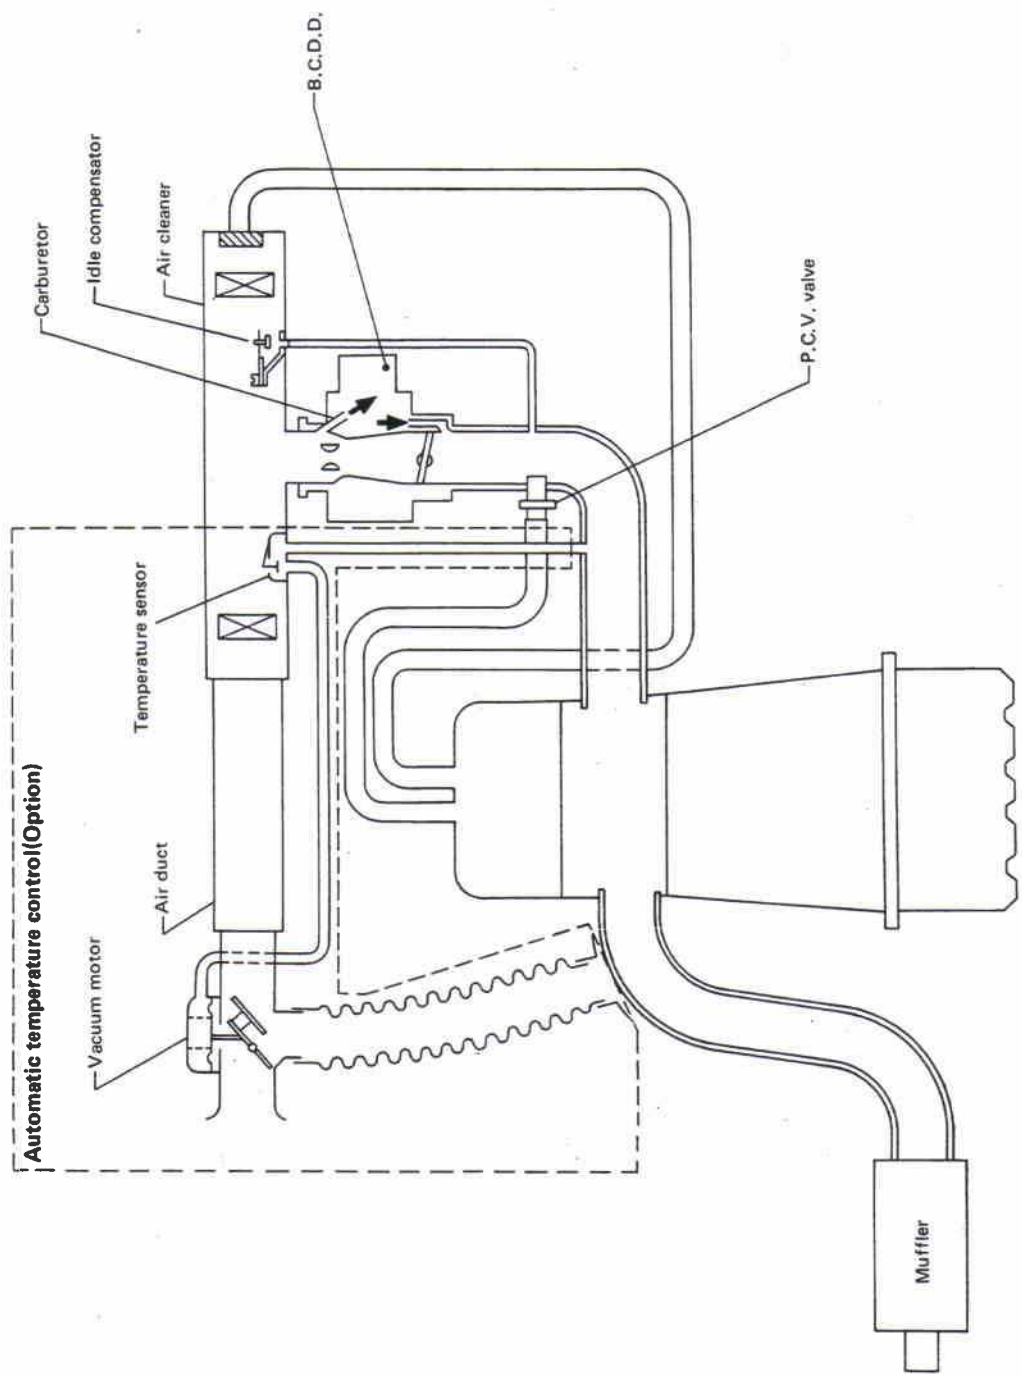 Automatic temperature control(Option)
Vacuum motor
Air duct
Temperature sensor
Carburetor
Idle compensator
Air cleaner
B.C.D.D.
P.C.V. valve
Muffler